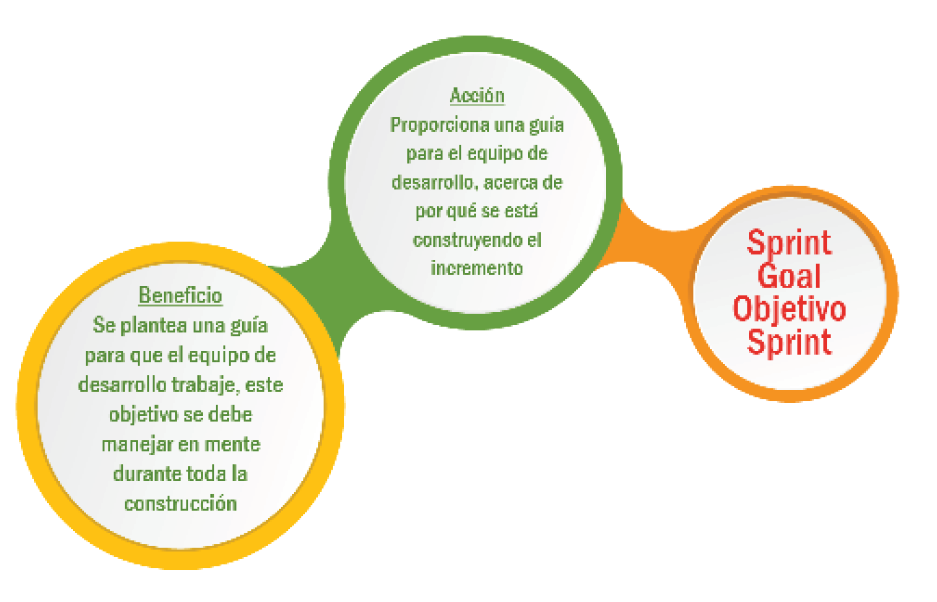 Acción
Proporciona una guía
para el equipo de
desarrollo, acerca de
por qué se está
construyendo el
incremento
Sprint
Goal
Objetivo
Sprint
Beneficio
Se plantea una guía
para que el equipo de
desarrollo trabaje, este
objetivo se debe
manejar en mente
durante toda la
construcción